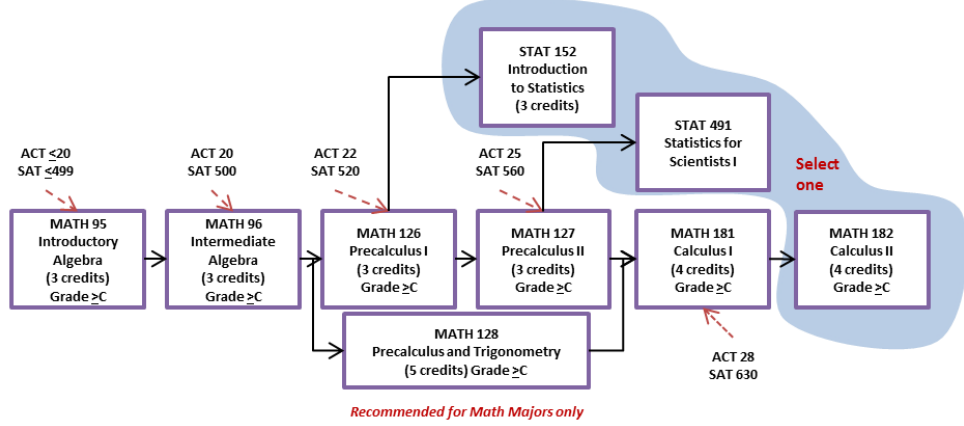 STAT 152
Introduction
to Statistics
(3 credits)
STAT 491
Statistics for
Scientists I
Select
one
ACT ≤20
SAT ≤499
ACT 20
SAT 500
ACT 22
SAT 520
ACT 25
SAT 560
MATH 95
Introductory
Algebra
(3 credits)
Grade ≥C
MATH 96
Intermediate
Algebra
(3 credits)
Grade ≥C
MATH 126
Precalculus I
(3 credits)
Grade ≥C
MATH 127
Precalculus II
(3 credits)
Grade ≥C
MATH 181
Calculus I
(4 credits)
Grade ≥C
MATH 182
Calculus II
(4 credits)
Grade ≥C
MATH 128
Precalculus and Trigonometry
(5 credits) Grade ≥C
ACT 28
SAT 630
Recommended for Math Majors only